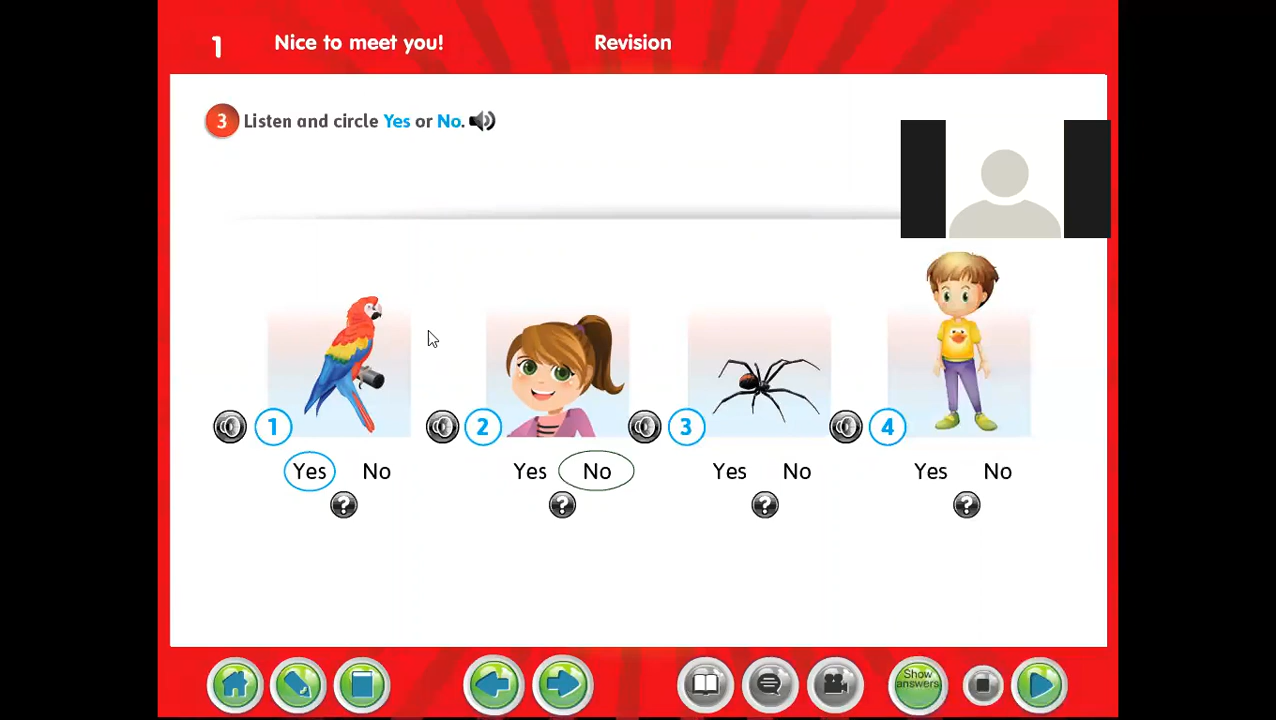 1 Nice to meet you! Revision
3 Listen and circle Yes or No.
1 2 3 4
Yes No Yes No Yes No Yes No
? ? ? ?
Show
answers